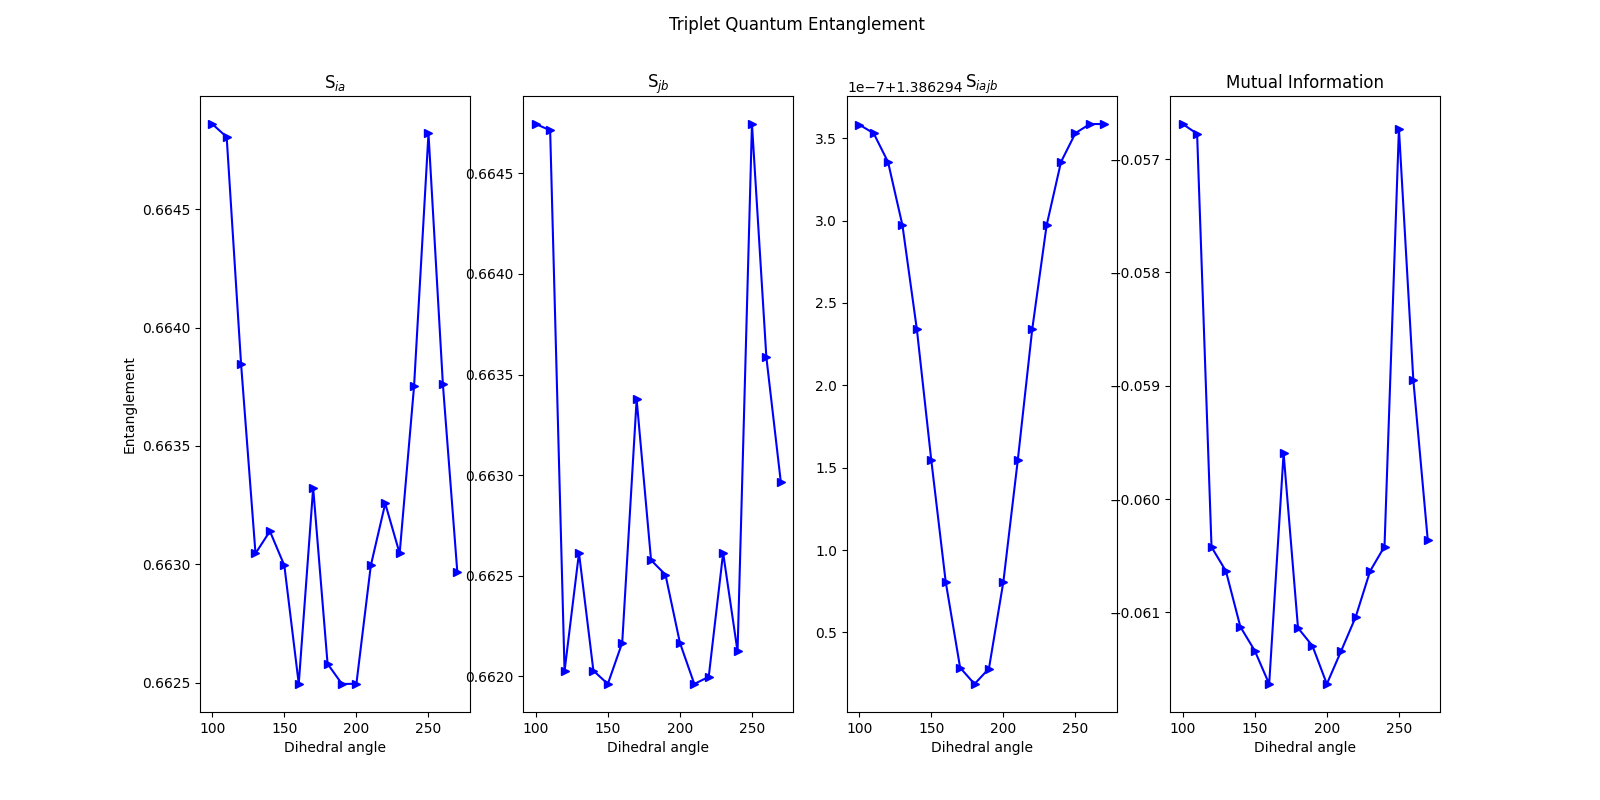 Triplet Quantum Entanglement
S_ia
S_jb
1e-7+1.386294 S_iajb
Mutual Information
Entanglement
0.6645
0.6640
0.6635
0.6630
0.6625
100 150 200 250
Dihedral angle
0.6645
0.6640
0.6635
0.6630
0.6625
0.6620
100 150 200 250
Dihedral angle
3.5
3.0
2.5
2.0
1.5
1.0
0.5
100 150 200 250
Dihedral angle
−0.057
−0.058
−0.059
−0.060
−0.061
100 150 200 250
Dihedral angle